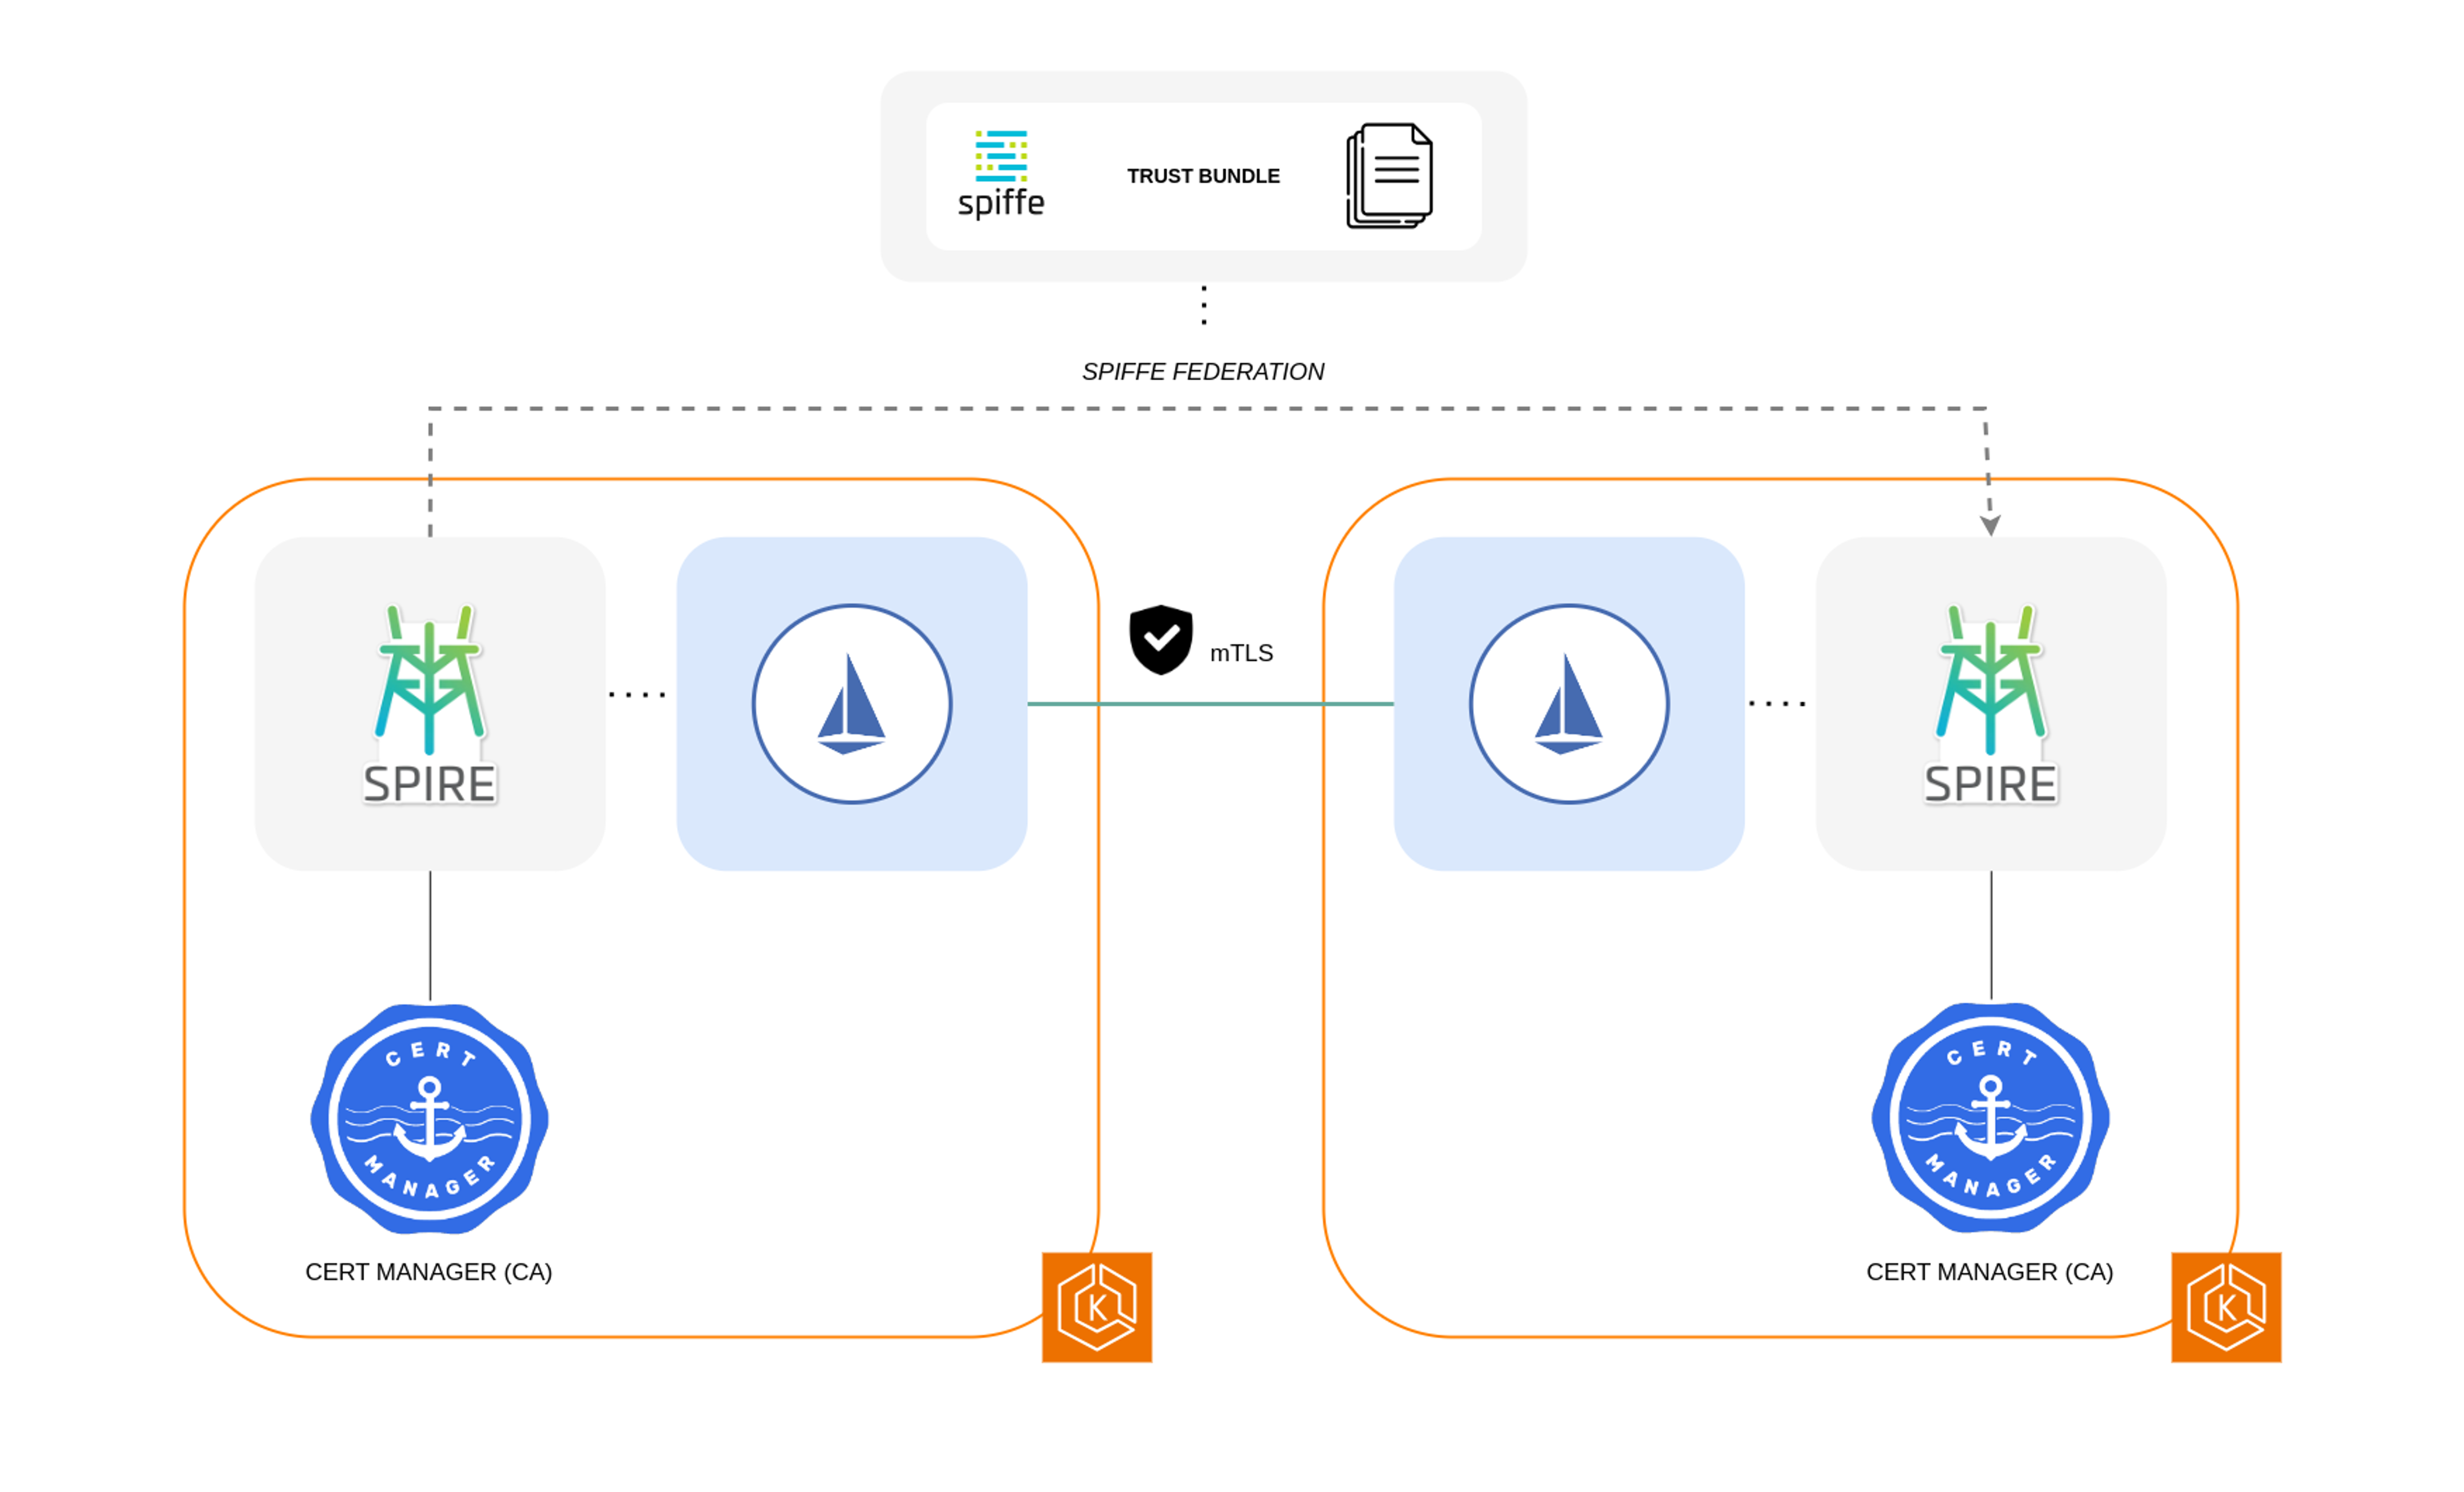 spiffe
TRUST BUNDLE
SPIFFE FEDERATION
mTLS
SPIRE
SPIRE
CERT
MANAGER
CERT MANAGER (CA)
K
CERT
MANAGER
CERT MANAGER (CA)
K